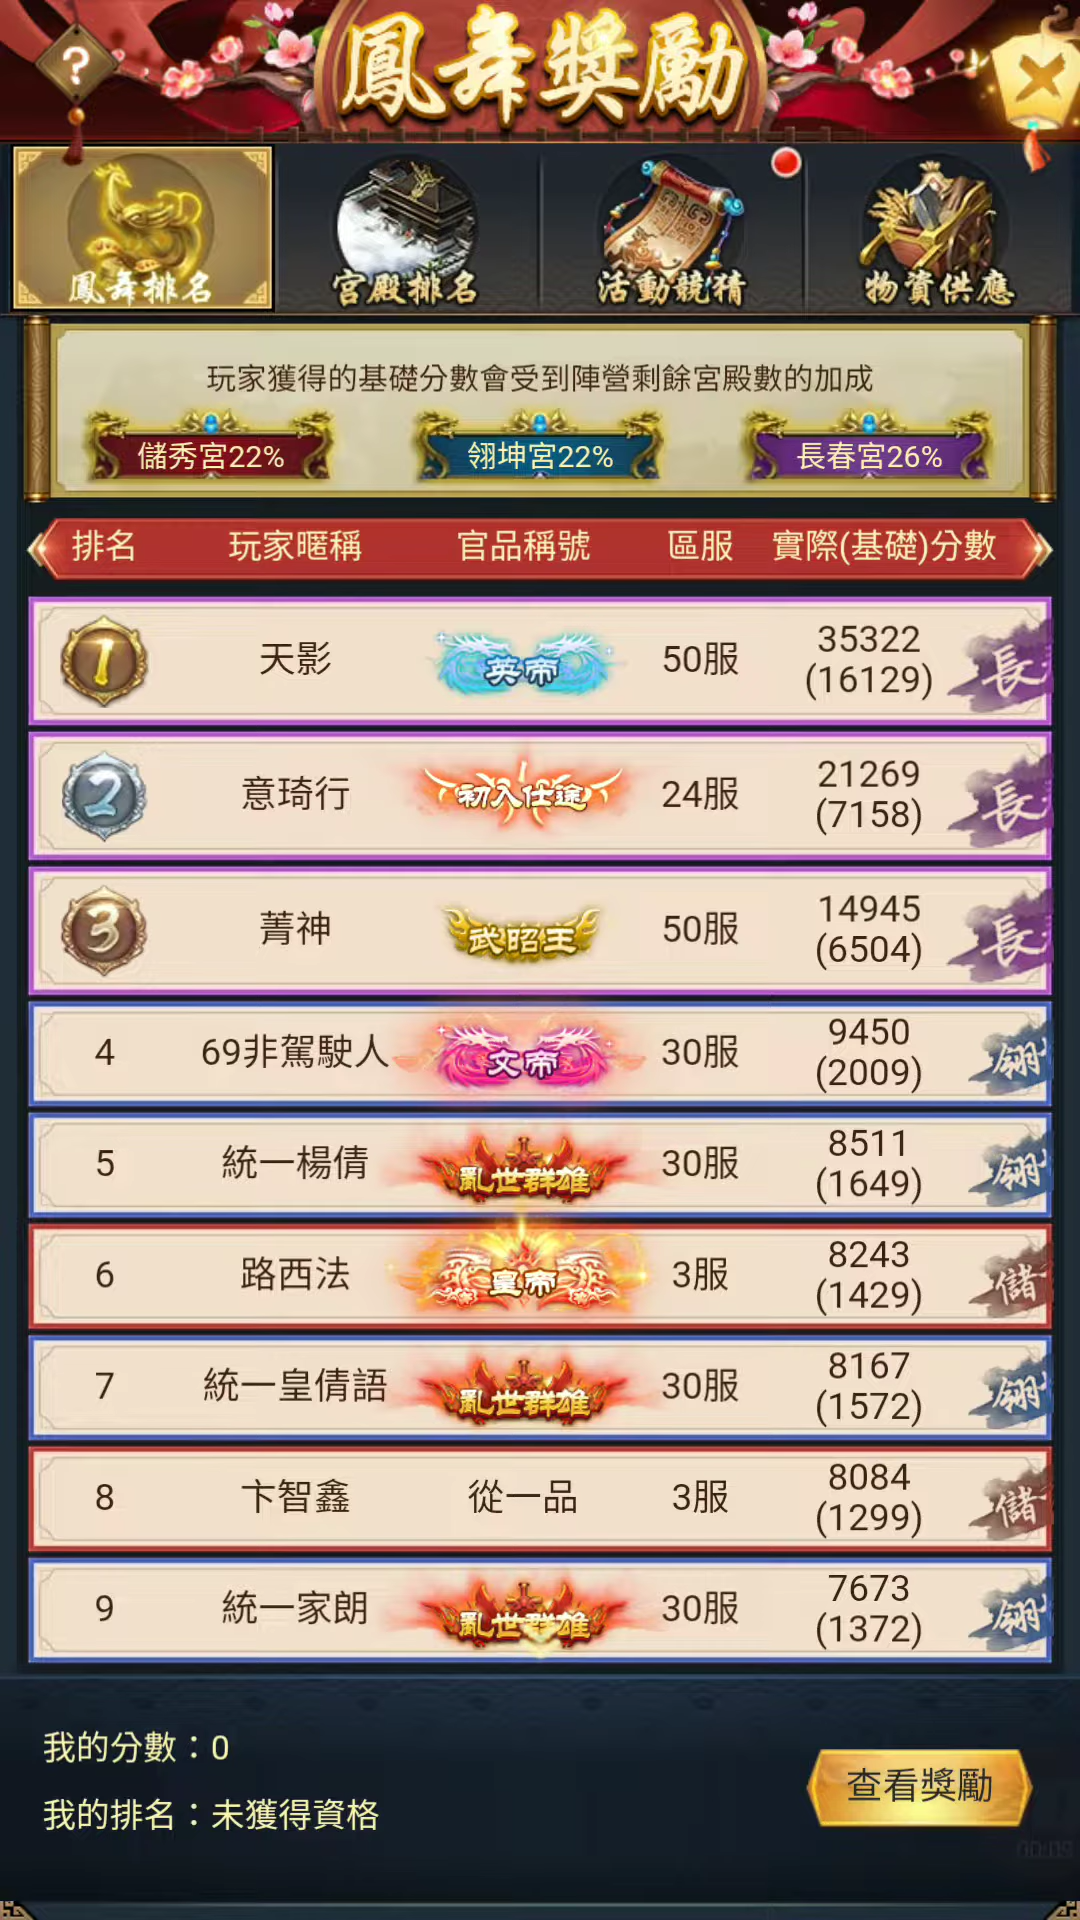 ?
鳳舞獎勵
鳳舞排名
宮殿排名
活動競猜
物資供應
玩家獲得的基礎分數會受到陣營剩餘宮殿數的加成
儲秀宮22%
翎坤宮22%
長春宮26%
排名 玩家暱稱 官品稱號 區服 實際(基礎)分數
1 天影 英帝 50服 35322 (16129) 長
2 意琦行 初入仕途 24服 21269 (7158) 長
3 菁神 武昭王 50服 14945 (6504) 長
4 69非駕駛人 文帝 30服 9450 (2009) 翎
5 統一楊倩 亂世群雄 30服 8511 (1649) 翎
6 路西法 皇帝 3服 8243 (1429) 儲
7 統一皇倩語 亂世群雄 30服 8167 (1572) 翎
8 卞智鑫 從一品 3服 8084 (1299) 儲
9 統一家朗 亂世群雄 30服 7673 (1372) 翎
我的分數：0
我的排名：未獲得資格
查看獎勵